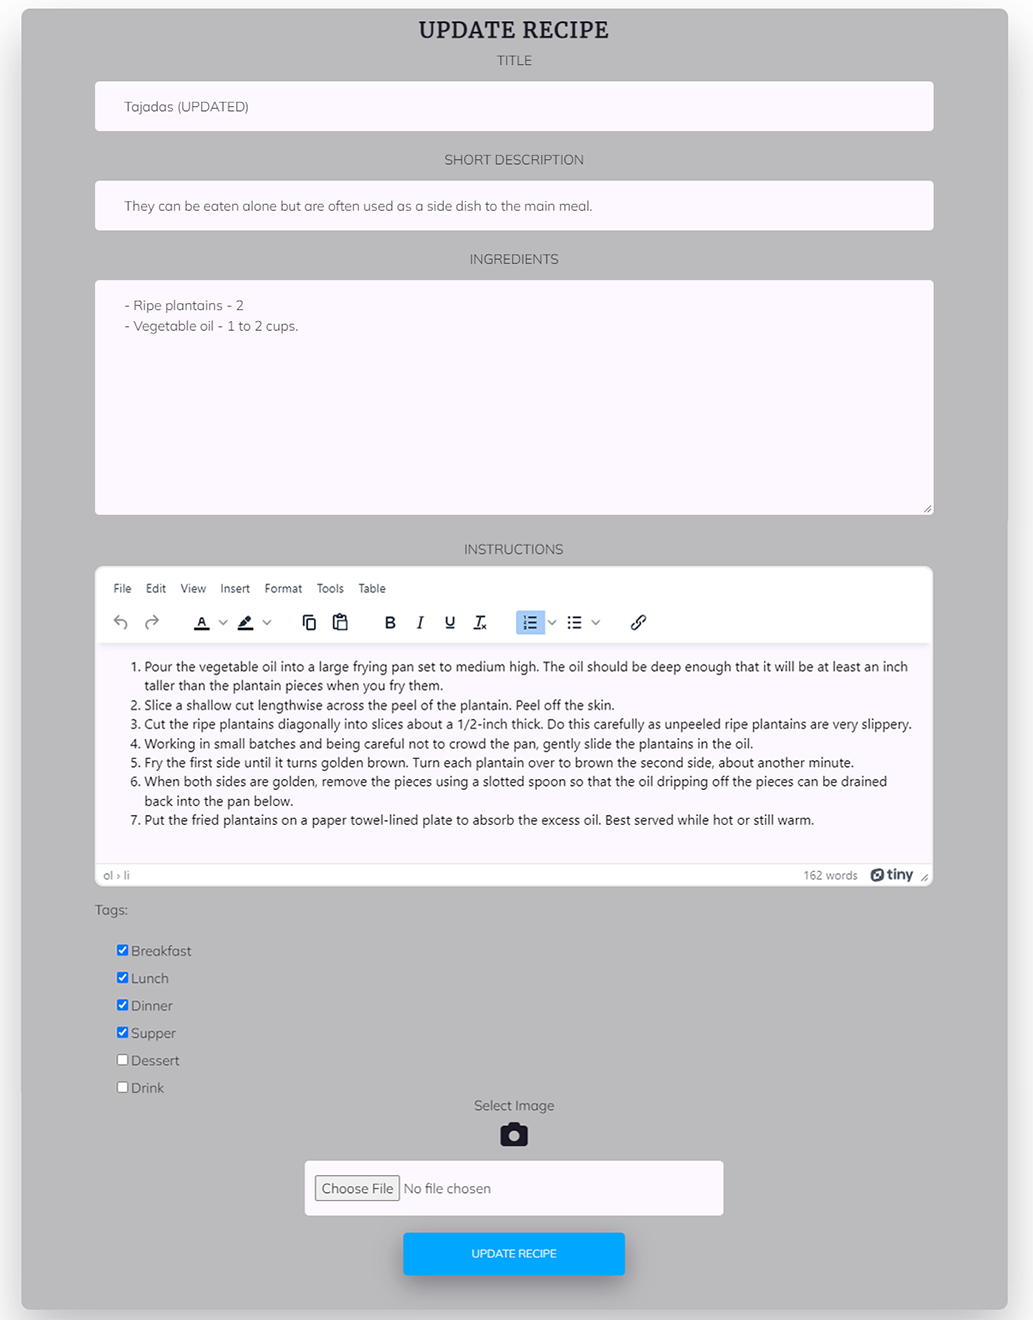 UPDATE RECIPE
TITLE
Tajadas (UPDATED)
SHORT DESCRIPTION
They can be eaten alone but are often used as a side dish to the main meal.
INGREDIENTS
- Ripe plantains - 2
- Vegetable oil - 1 to 2 cups.
INSTRUCTIONS
File Edit View Insert Format Tools Table
A B I U Tx
1. Pour the vegetable oil into a large frying pan set to medium high. The oil should be deep enough that it will be at least an inch
taller than the plantain pieces when you fry them.
2. Slice a shallow cut lengthwise across the peel of the plantain. Peel off the skin.
3. Cut the ripe plantains diagonally into slices about a 1/2-inch thick. Do this carefully as unpeeled ripe plantains are very slippery.
4. Working in small batches and being careful not to crowd the pan, gently slide the plantains in the oil.
5. Fry the first side until it turns golden brown. Turn each plantain over to brown the second side, about another minute.
6. When both sides are golden, remove the pieces using a slotted spoon so that the oil dripping off the pieces can be drained
back into the pan below.
7. Put the fried plantains on a paper towel-lined plate to absorb the excess oil. Best served while hot or still warm.
ol › li 162 words tiny
Tags:
Breakfast
Lunch
Dinner
Supper
Dessert
Drink
Select Image
Choose File No file chosen
UPDATE RECIPE